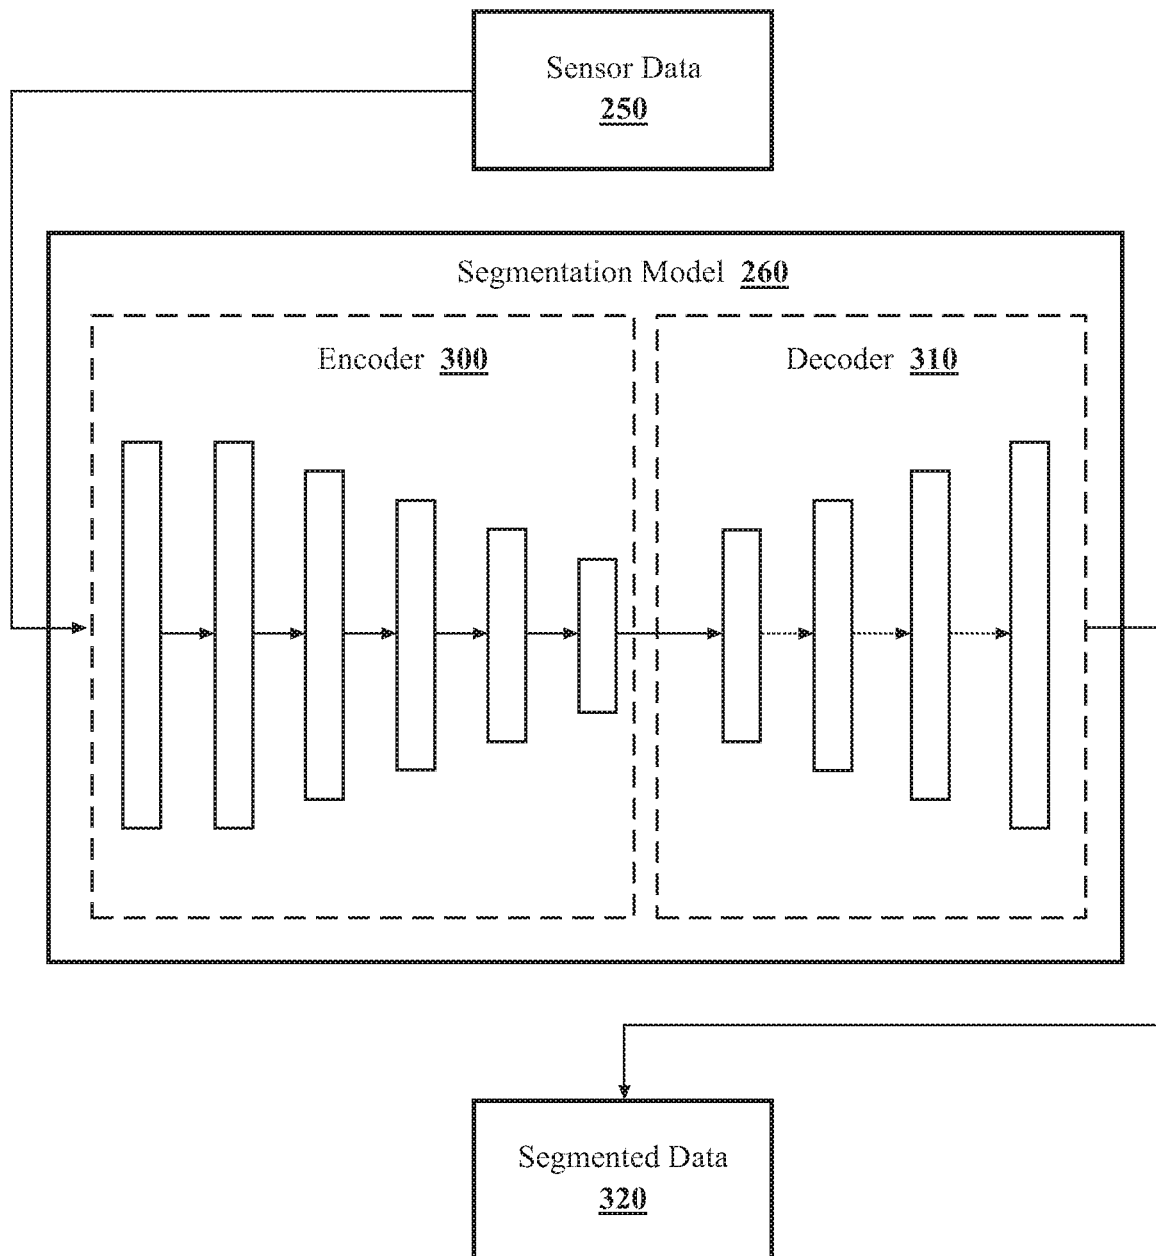 Sensor Data
250
Segmentation Model 260
Encoder 300
Decoder 310
Segmented Data
320